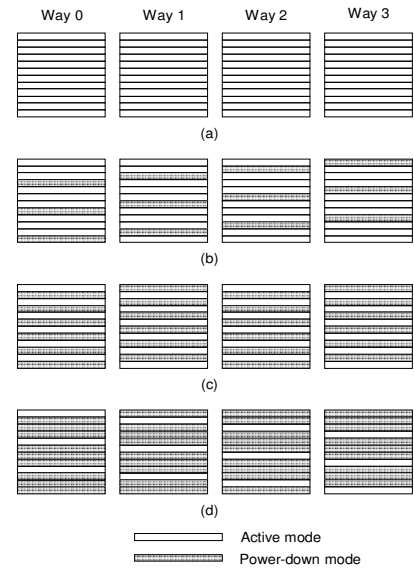 Way 0 Way 1 Way 2 Way 3
(a)
(b)
(c)
(d)
Active mode
Power-down mode